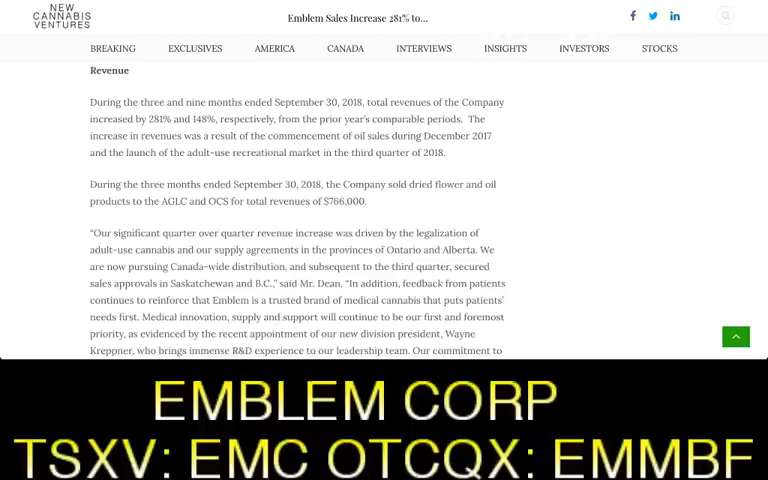 NEW
CANNABIS
VENTURES
Emblem Sales Increase 281% to...
BREAKING EXCLUSIVES AMERICA CANADA INTERVIEWS INSIGHTS INVESTORS STOCKS
Revenue
During the three and nine months ended September 30, 2018, total revenues of the Company
increased by 281% and 148%, respectively, from the prior year's comparable periods. The
increase in revenues was a result of the commencement of oil sales during December 2017
and the launch of the adult-use recreational market in the third quarter of 2018.
During the three months ended September 30, 2018, the Company sold dried flower and oil
products to the AGLC and OCS for total revenues of $766,000.
“Our significant quarter over quarter revenue increase was driven by the legalization of
adult-use cannabis and our supply agreements in the provinces of Ontario and Alberta. We
are now pursuing Canada-wide distribution, and subsequent to the third quarter, secured
sales approvals in Saskatchewan and B.C.,” said Mr. Dean. “In addition, feedback from patients
continues to reinforce that Emblem is a trusted brand of medical cannabis that puts patients’
needs first. Medical innovation, supply and support will continue to be our first and foremost
priority, as evidenced by the recent appointment of our new division president, Wayne
Kreppner, who brings immense R&D experience to our leadership team. Our commitment to
EMBLEM CORP
TSXV: EMC OTCQX: EMMBF